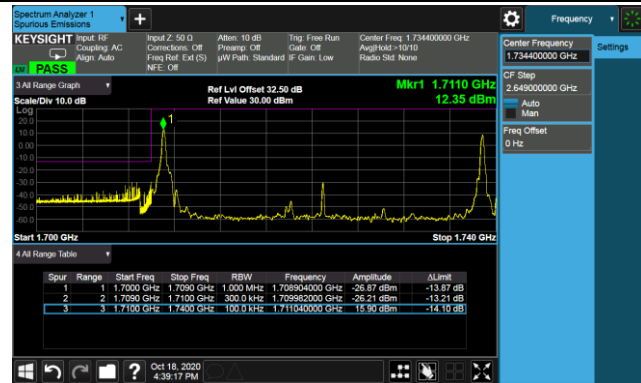 Spectrum Analyzer 1
Spurious Emissions
Frequency
KEYSIGHT Input: RF Input Z: 50 Ω Atten: 10 dB Trig: Free Run Center Freq: 1.734400000 GHz
Coupling: AC Corrections: Off Preamp: Off Gate: Off Avg|Hold:>10/10
Align: Auto Freq Ref: Ext (S) µW Path: Standard IF Gain: Low Radio Std: None
NFE: Off
LXI PASS
Center Frequency
1.734400000 GHz
Settings
CF Step
2.649000000 GHz
Auto
Man
Freq Offset
0 Hz
3 All Range Graph
Ref Lvl Offset 32.50 dB
Mkr1 1.7110 GHz
Scale/Div 10.0 dB
Ref Value 30.00 dBm
12.35 dBm
Log
20.0
10.0
0.00
-10.0
-20.0
-30.0
-40.0
-50.0
-60.0
1
Start 1.700 GHz
Stop 1.740 GHz
4 All Range Table
Spur Range Start Freq Stop Freq RBW Frequency Amplitude ΔLimit
1 1 1.7000 GHz 1.7090 GHz 1.000 MHz 1.708904000 GHz -26.87 dBm -13.87 dB
2 2 1.7090 GHz 1.7100 GHz 300.0 kHz 1.709982000 GHz -26.21 dBm -13.21 dB
3 3 1.7100 GHz 1.7400 GHz 100.0 kHz 1.711040000 GHz 15.90 dBm -14.10 dB
?
Oct 18, 2020
4:39:17 PM